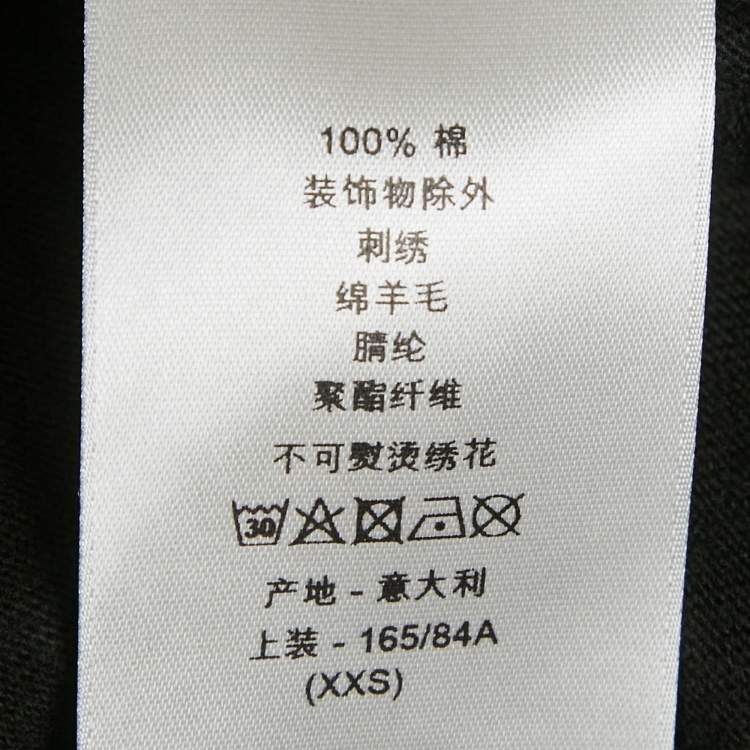 100% 棉
装饰物除外
刺绣
绵羊毛
腈纶
聚酯纤维
不可熨烫绣花
30
产地 - 意大利
上装 - 165/84A
(XXS)